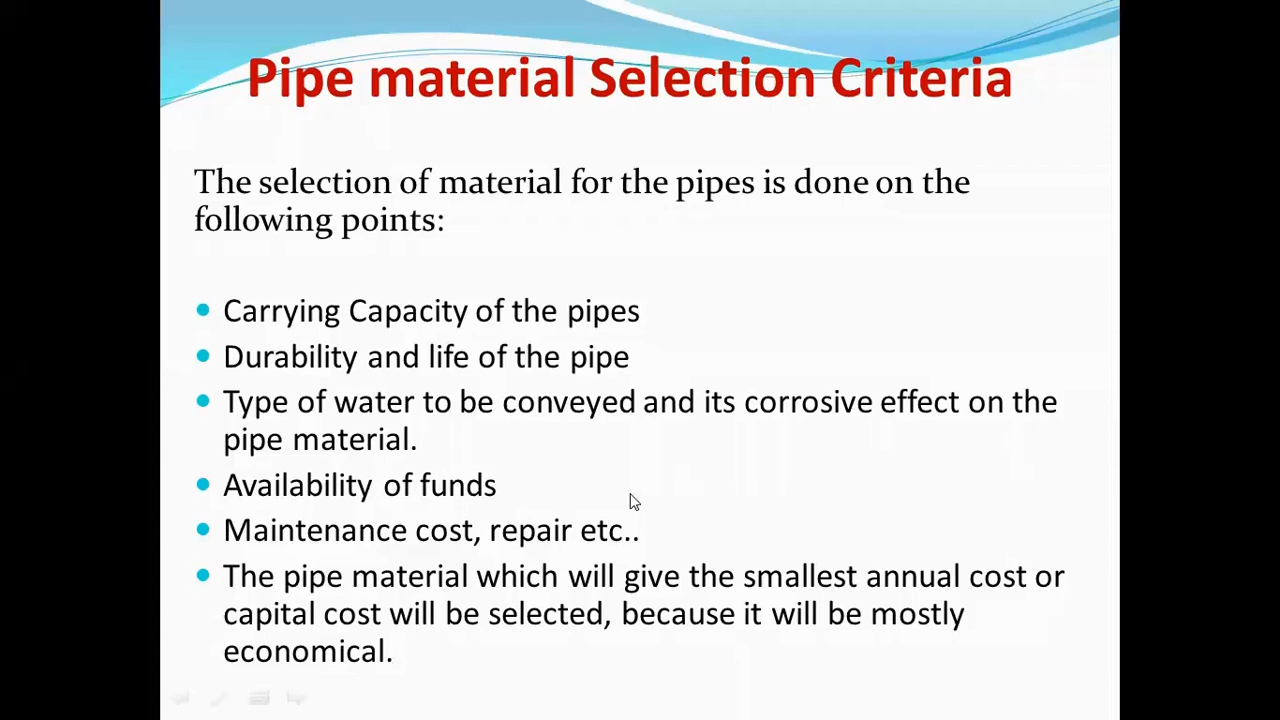 Pipe material Selection Criteria
The selection of material for the pipes is done on the
following points:
• Carrying Capacity of the pipes
• Durability and life of the pipe
• Type of water to be conveyed and its corrosive effect on the
pipe material.
• Availability of funds
• Maintenance cost, repair etc..
• The pipe material which will give the smallest annual cost or
capital cost will be selected, because it will be mostly
economical.